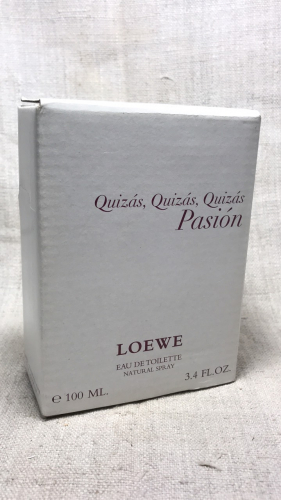 Quizás, Quizás, Quizás
Pasión
LOEWE
EAU DE TOILETTE
NATURAL SPRAY
℮ 100 ML.
3.4 FL.OZ.